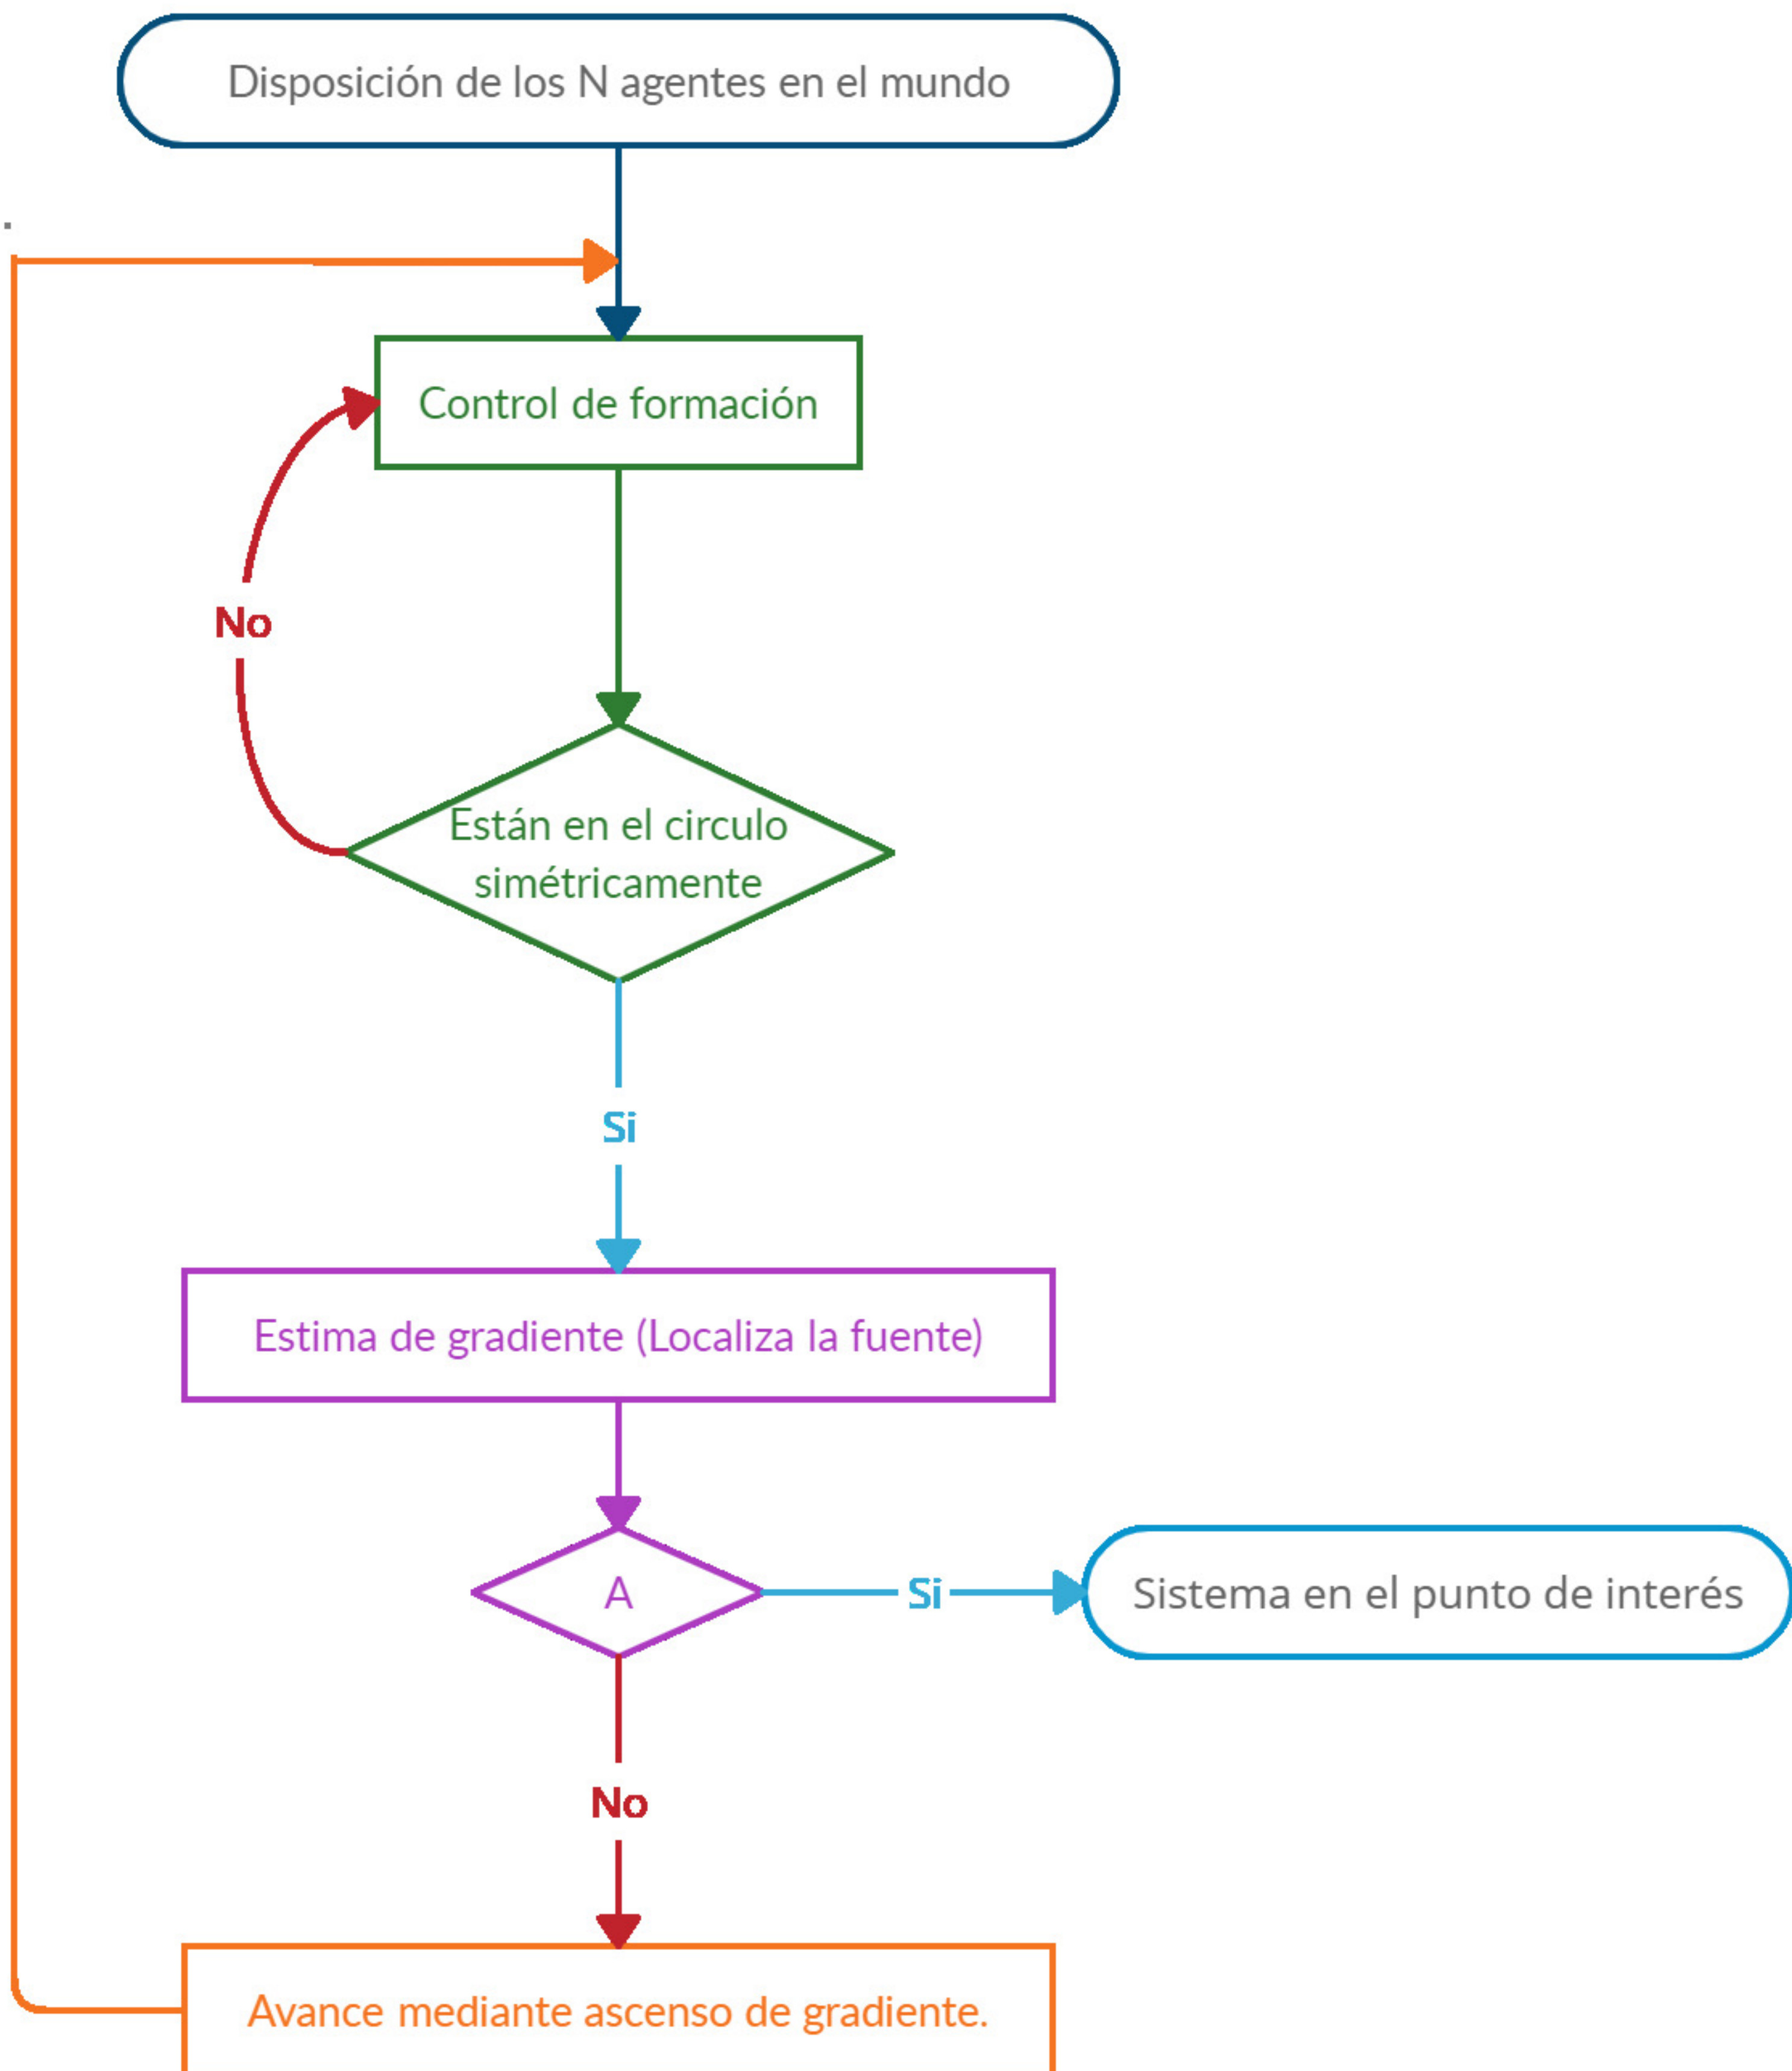 Disposición de los N agentes en el mundo
.
Control de formación
No
Están en el circulo
simétricamente
Si
Estima de gradiente (Localiza la fuente)
A
Si
Sistema en el punto de interés
No
Avance mediante ascenso de gradiente.